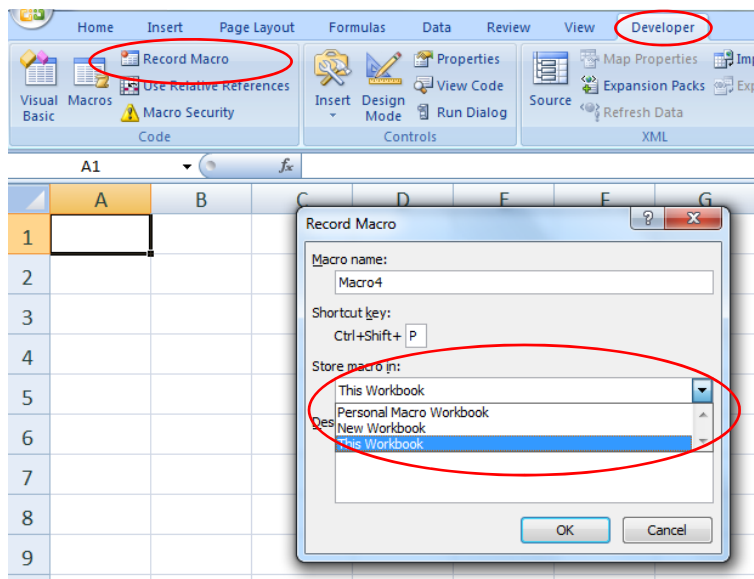 Home Insert Page Layout Formulas Data Review View Developer
Record Macro
Use Relative References
Macro Security
Visual Basic
Macros
Code
Insert
Design Mode
Properties
View Code
Run Dialog
Controls
Source
Map Properties
Expansion Packs
Refresh Data
XML
A1 fx
A B C D E F G
1
2
3
4
5
6
7
8
9
Record Macro
Macro name:
Macro4
Shortcut key:
Ctrl+Shift+ P
Store macro in:
This Workbook
Personal Macro Workbook
New Workbook
This Workbook
OK Cancel